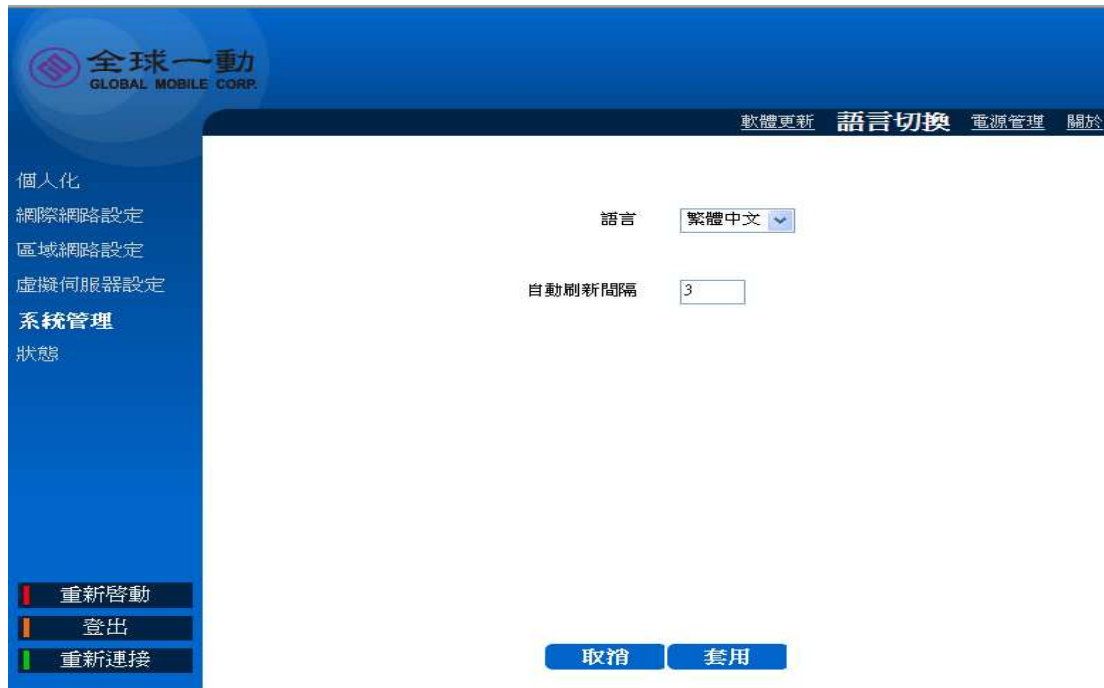 全球一動
GLOBAL MOBILE CORP.
軟體更新 語言切換 電源管理 關於
個人化
網際網路設定
區域網路設定
虛擬伺服器設定
系統管理
狀態
語言 繁體中文
自動刷新間隔 3
重新啓動
登出
重新連接
取消 套用